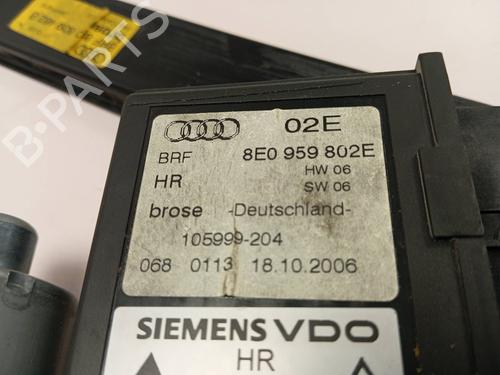 02E
BRF 8E0 959 802E
HR HW 06
SW 06
brose -Deutschland-
105999-204
068 0113 18.10.2006
SIEMENS VDO
HR
B-PARTS